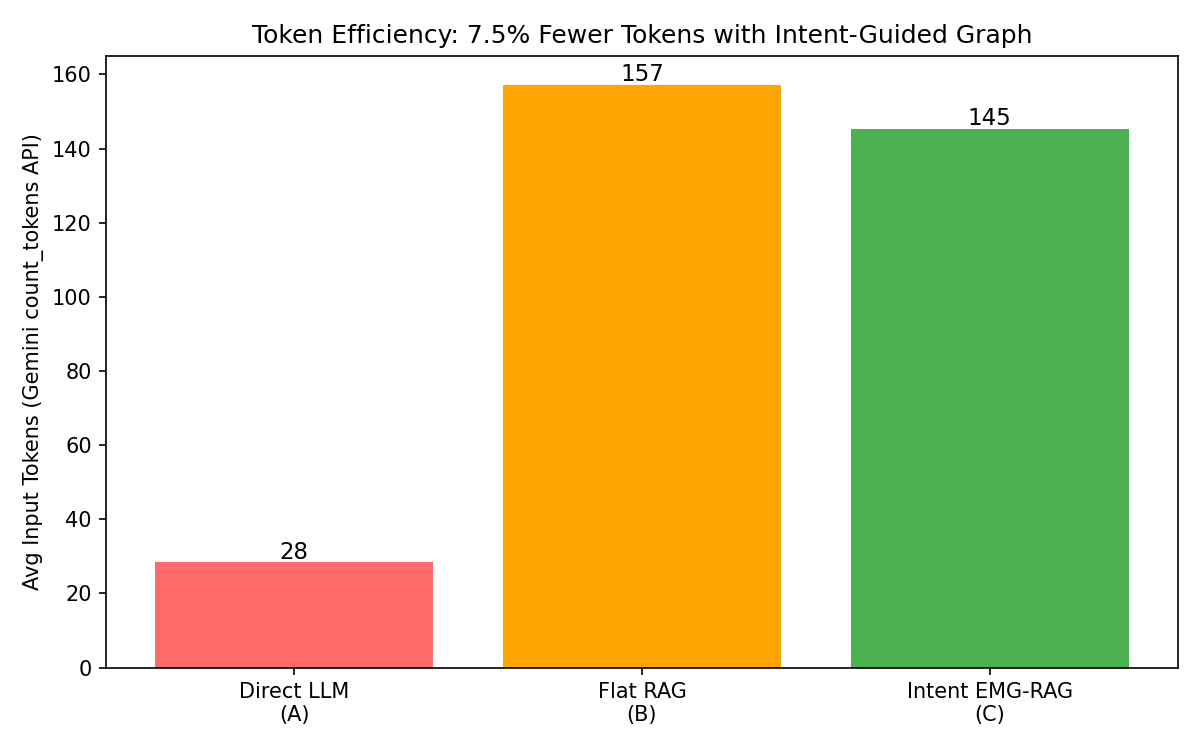 Token Efficiency: 7.5% Fewer Tokens with Intent-Guided Graph
Avg Input Tokens (Gemini count_tokens API)
160
140
120
100
80
60
40
20
0
28
157
145
Direct LLM
(A)
Flat RAG
(B)
Intent EMG-RAG
(C)